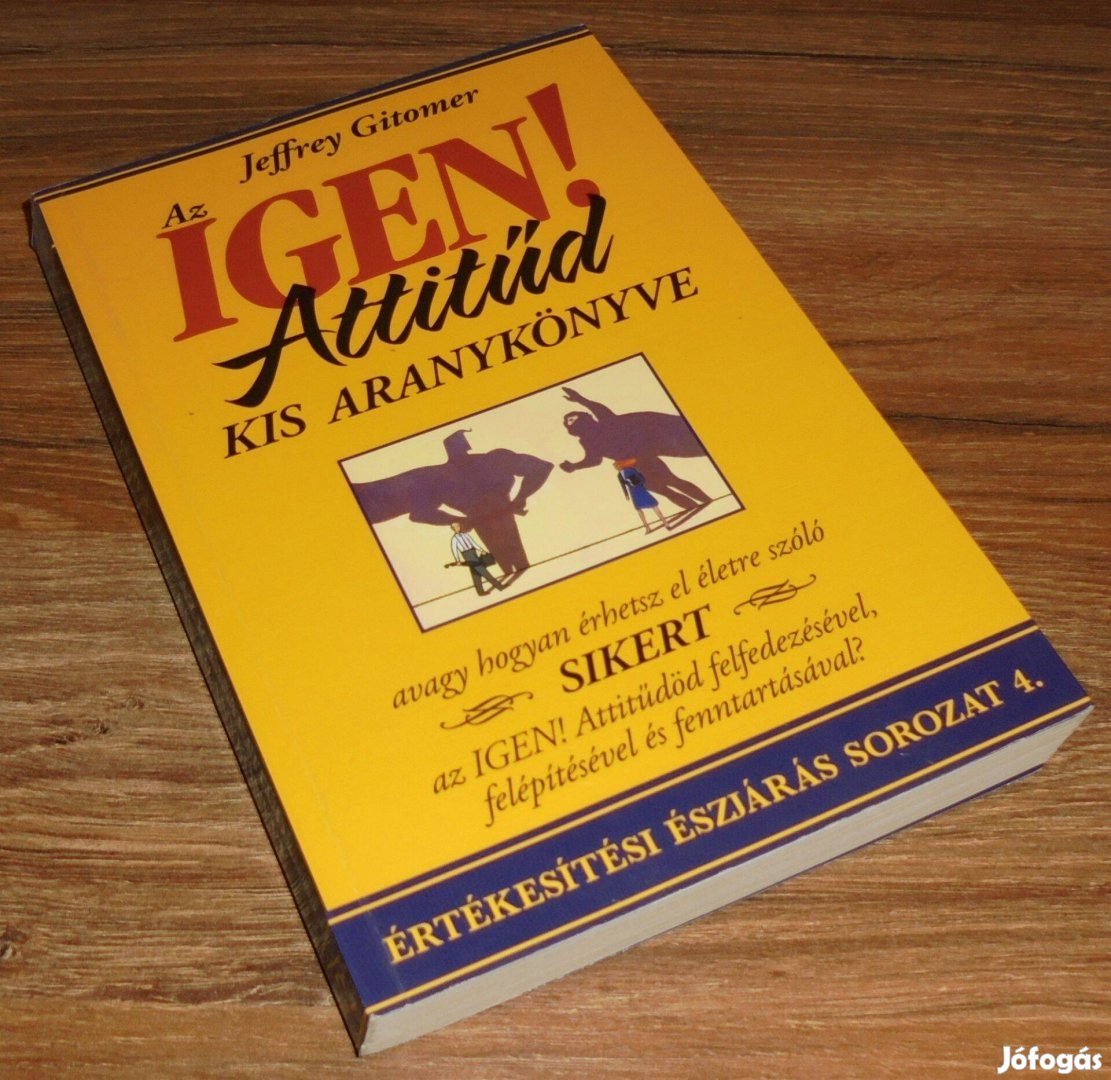 Jeffrey Gitomer
Az
IGEN!
Attitűd
KIS ARANYKÖNYVE
avagy hogyan érhetsz el életre szóló
SIKERT
az IGEN! Attitűdöd felfedezésével,
felépítésével és fenntartásával?
ÉRTÉKESÍTÉSI ÉSZJÁRÁS SOROZAT 4.
Jófogás